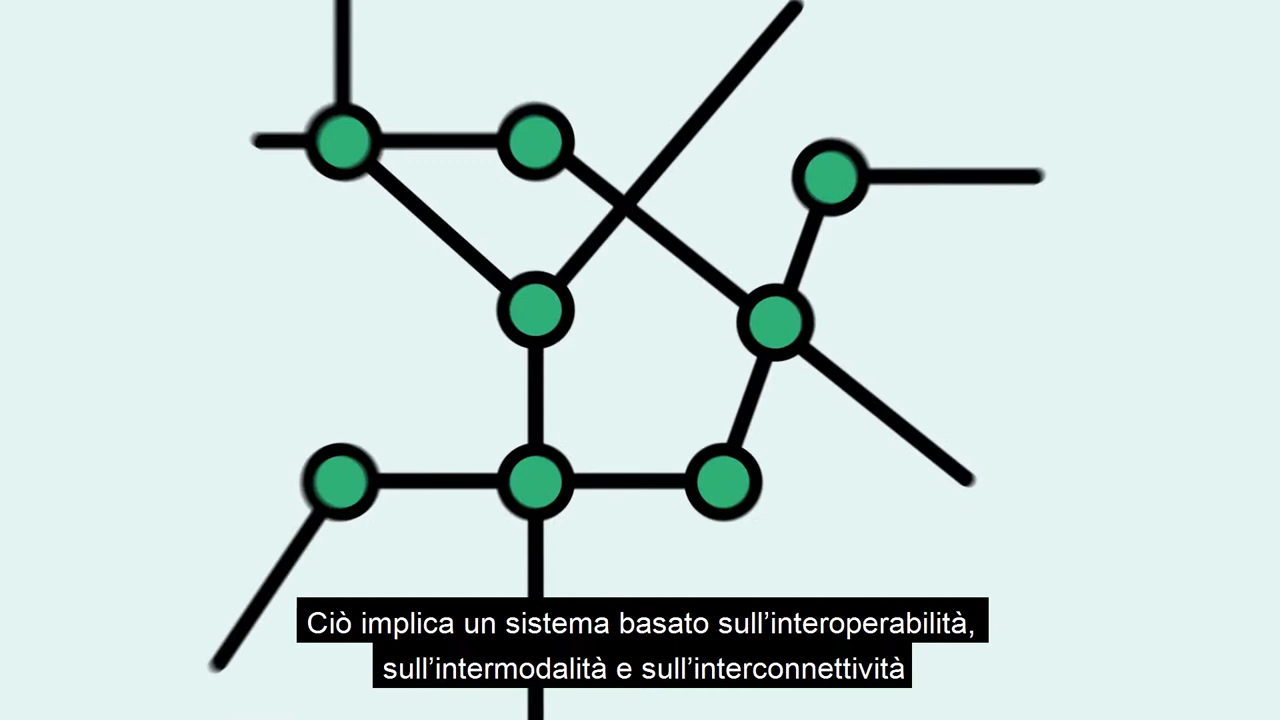 Ciò implica un sistema basato sull’interoperabilità,
sull’intermodalità e sull’interconnettività